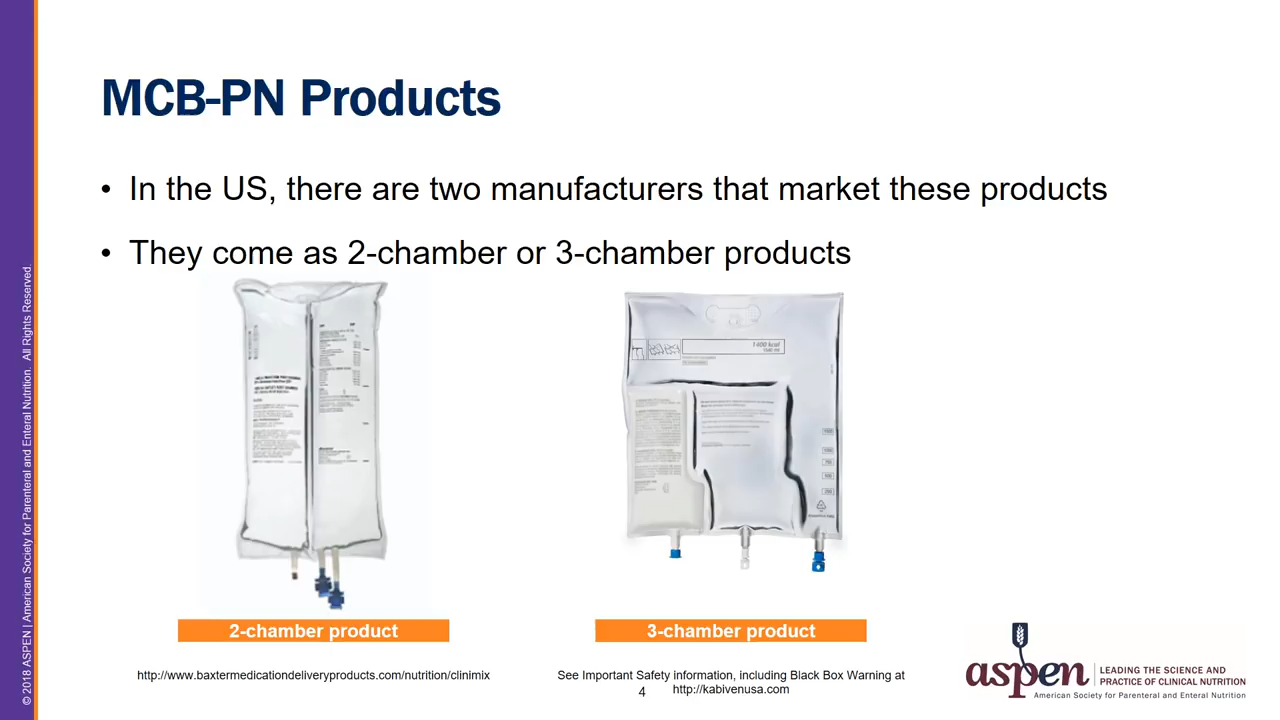 MCB-PN Products
• In the US, there are two manufacturers that market these products
• They come as 2-chamber or 3-chamber products
1400 kcal
2-chamber product
3-chamber product
http://www.baxtermedicationdeliveryproducts.com/nutrition/clinimix
See Important Safety information, including Black Box Warning at
http://kabivenusa.com
4
aspen
LEADING THE SCIENCE AND
PRACTICE OF CLINICAL NUTRITION
American Society for Parenteral and Enteral Nutrition
© 2018 ASPEN | American Society for Parenteral and Enteral Nutrition. All Rights Reserved.